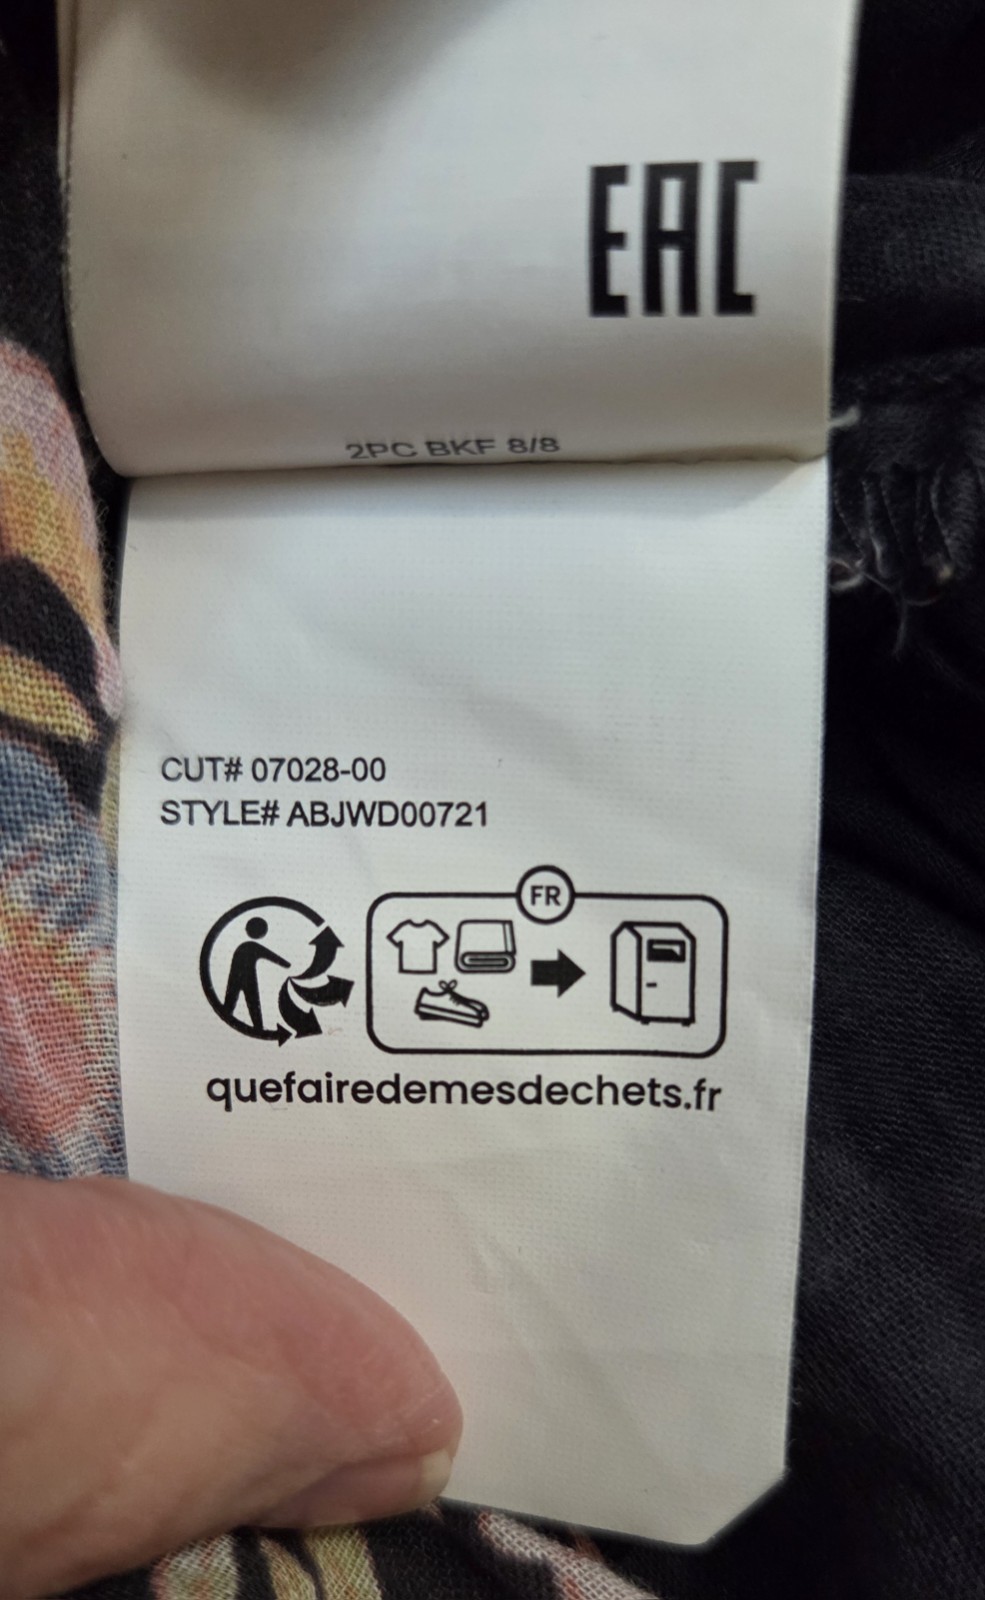 EAC
2PC BKF 8/8
CUT# 07028-00
STYLE# ABJWD00721
FR
quefairedemesdechets.fr